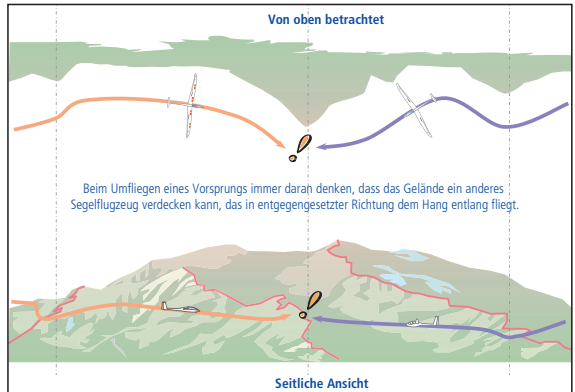 Von oben betrachtet
Beim Umfliegen eines Vorsprungs immer daran denken, dass das Gelände ein anderes
Segelflugzeug verdecken kann, das in entgegengesetzter Richtung dem Hang entlang fliegt.
Seitliche Ansicht